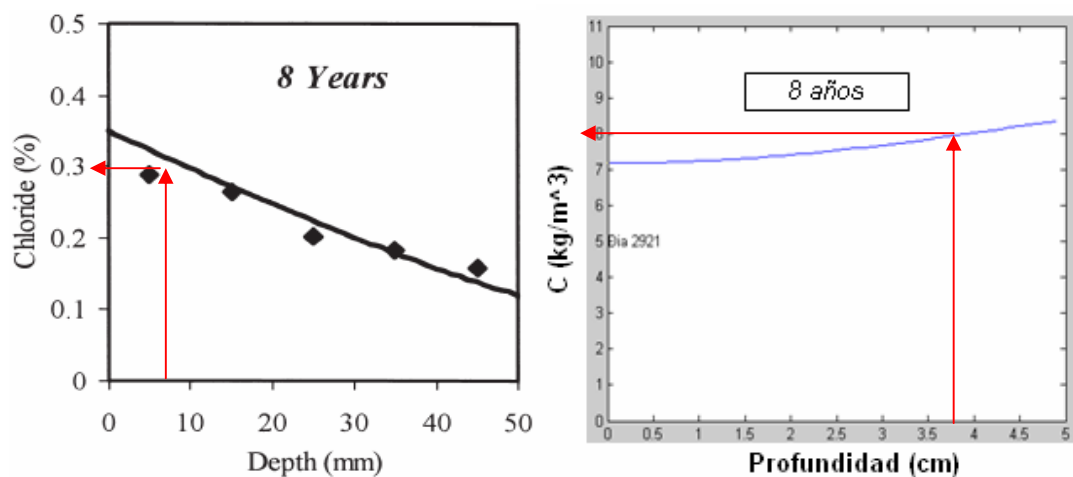 0.5
0.4
0.3
0.2
0.1
0
Chloride (%)
8 Years
0 10 20 30 40 50
Depth (mm)
11
10
9
8
7
6
5
4
3
2
1
0
C (kg/m^3)
8 años
Dia 2921
0 0.5 1 1.5 2 2.5 3 3.5 4 4.5 5
Profundidad (cm)